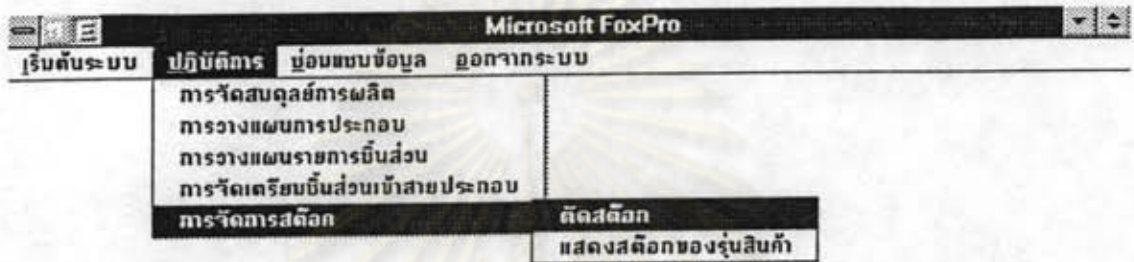 Microsoft FoxPro
เริ่มต้นระบบ ปฏิบัติการ ป้อนแบบข้อมูล ออกจากระบบ
การจัดสมดุลย์การผลิต
การวางแผนการประกอบ
การวางแผนรายการชิ้นส่วน
การจัดเตรียมชิ้นส่วนเข้าสายประกอบ
การจัดการสต๊อก ตัดสต๊อก
แสดงสต๊อกของรุ่นสินค้า